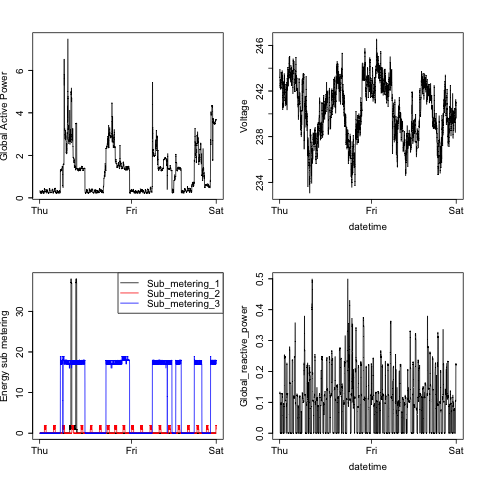 Global Active Power
0
2
4
6
Thu
Fri
Sat
Voltage
234
238
242
246
Thu
Fri
Sat
datetime
Energy sub metering
0
10
20
30
Sub_metering_1
Sub_metering_2
Sub_metering_3
Thu
Fri
Sat
Global_reactive_power
0.0
0.1
0.2
0.3
0.4
0.5
Thu
Fri
Sat
datetime